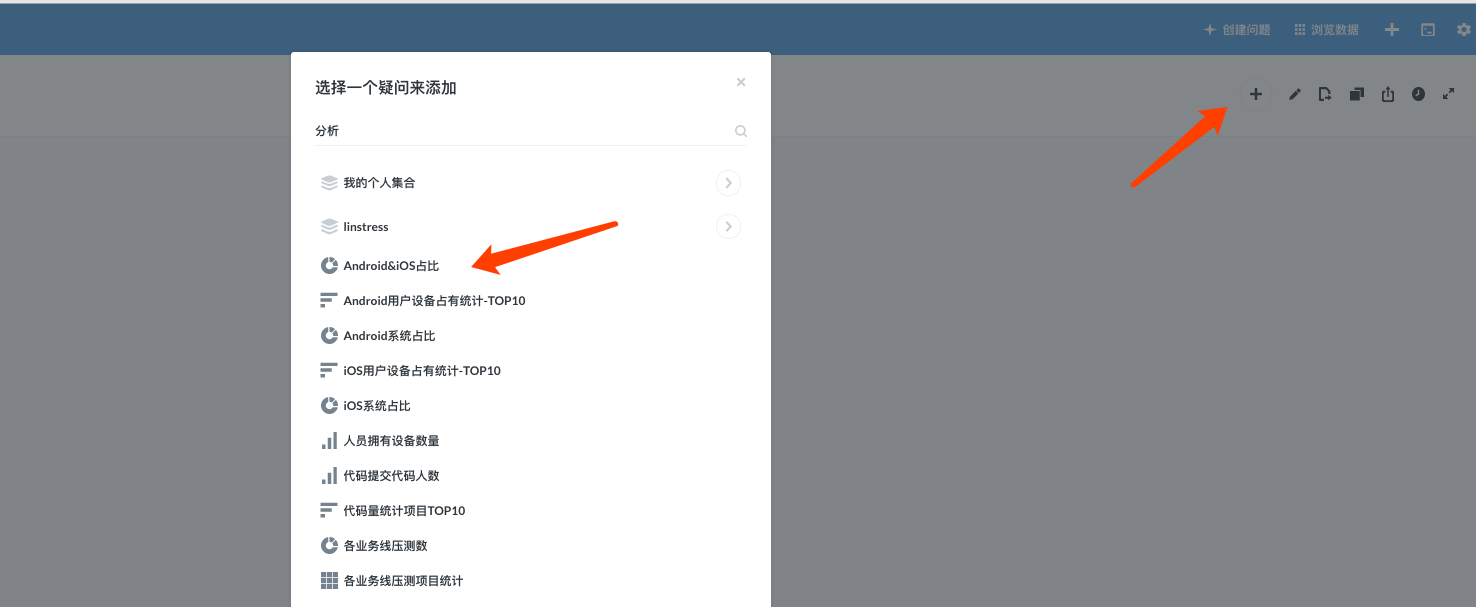 创建问题 浏览数据
选择一个疑问来添加
分析
我的个人集合
linstress
Android&iOS占比
Android用户设备占有统计-TOP10
Android系统占比
iOS用户设备占有统计-TOP10
iOS系统占比
人员拥有设备数量
代码提交代码人数
代码量统计项目TOP10
各业务线压测数
各业务线压测项目统计